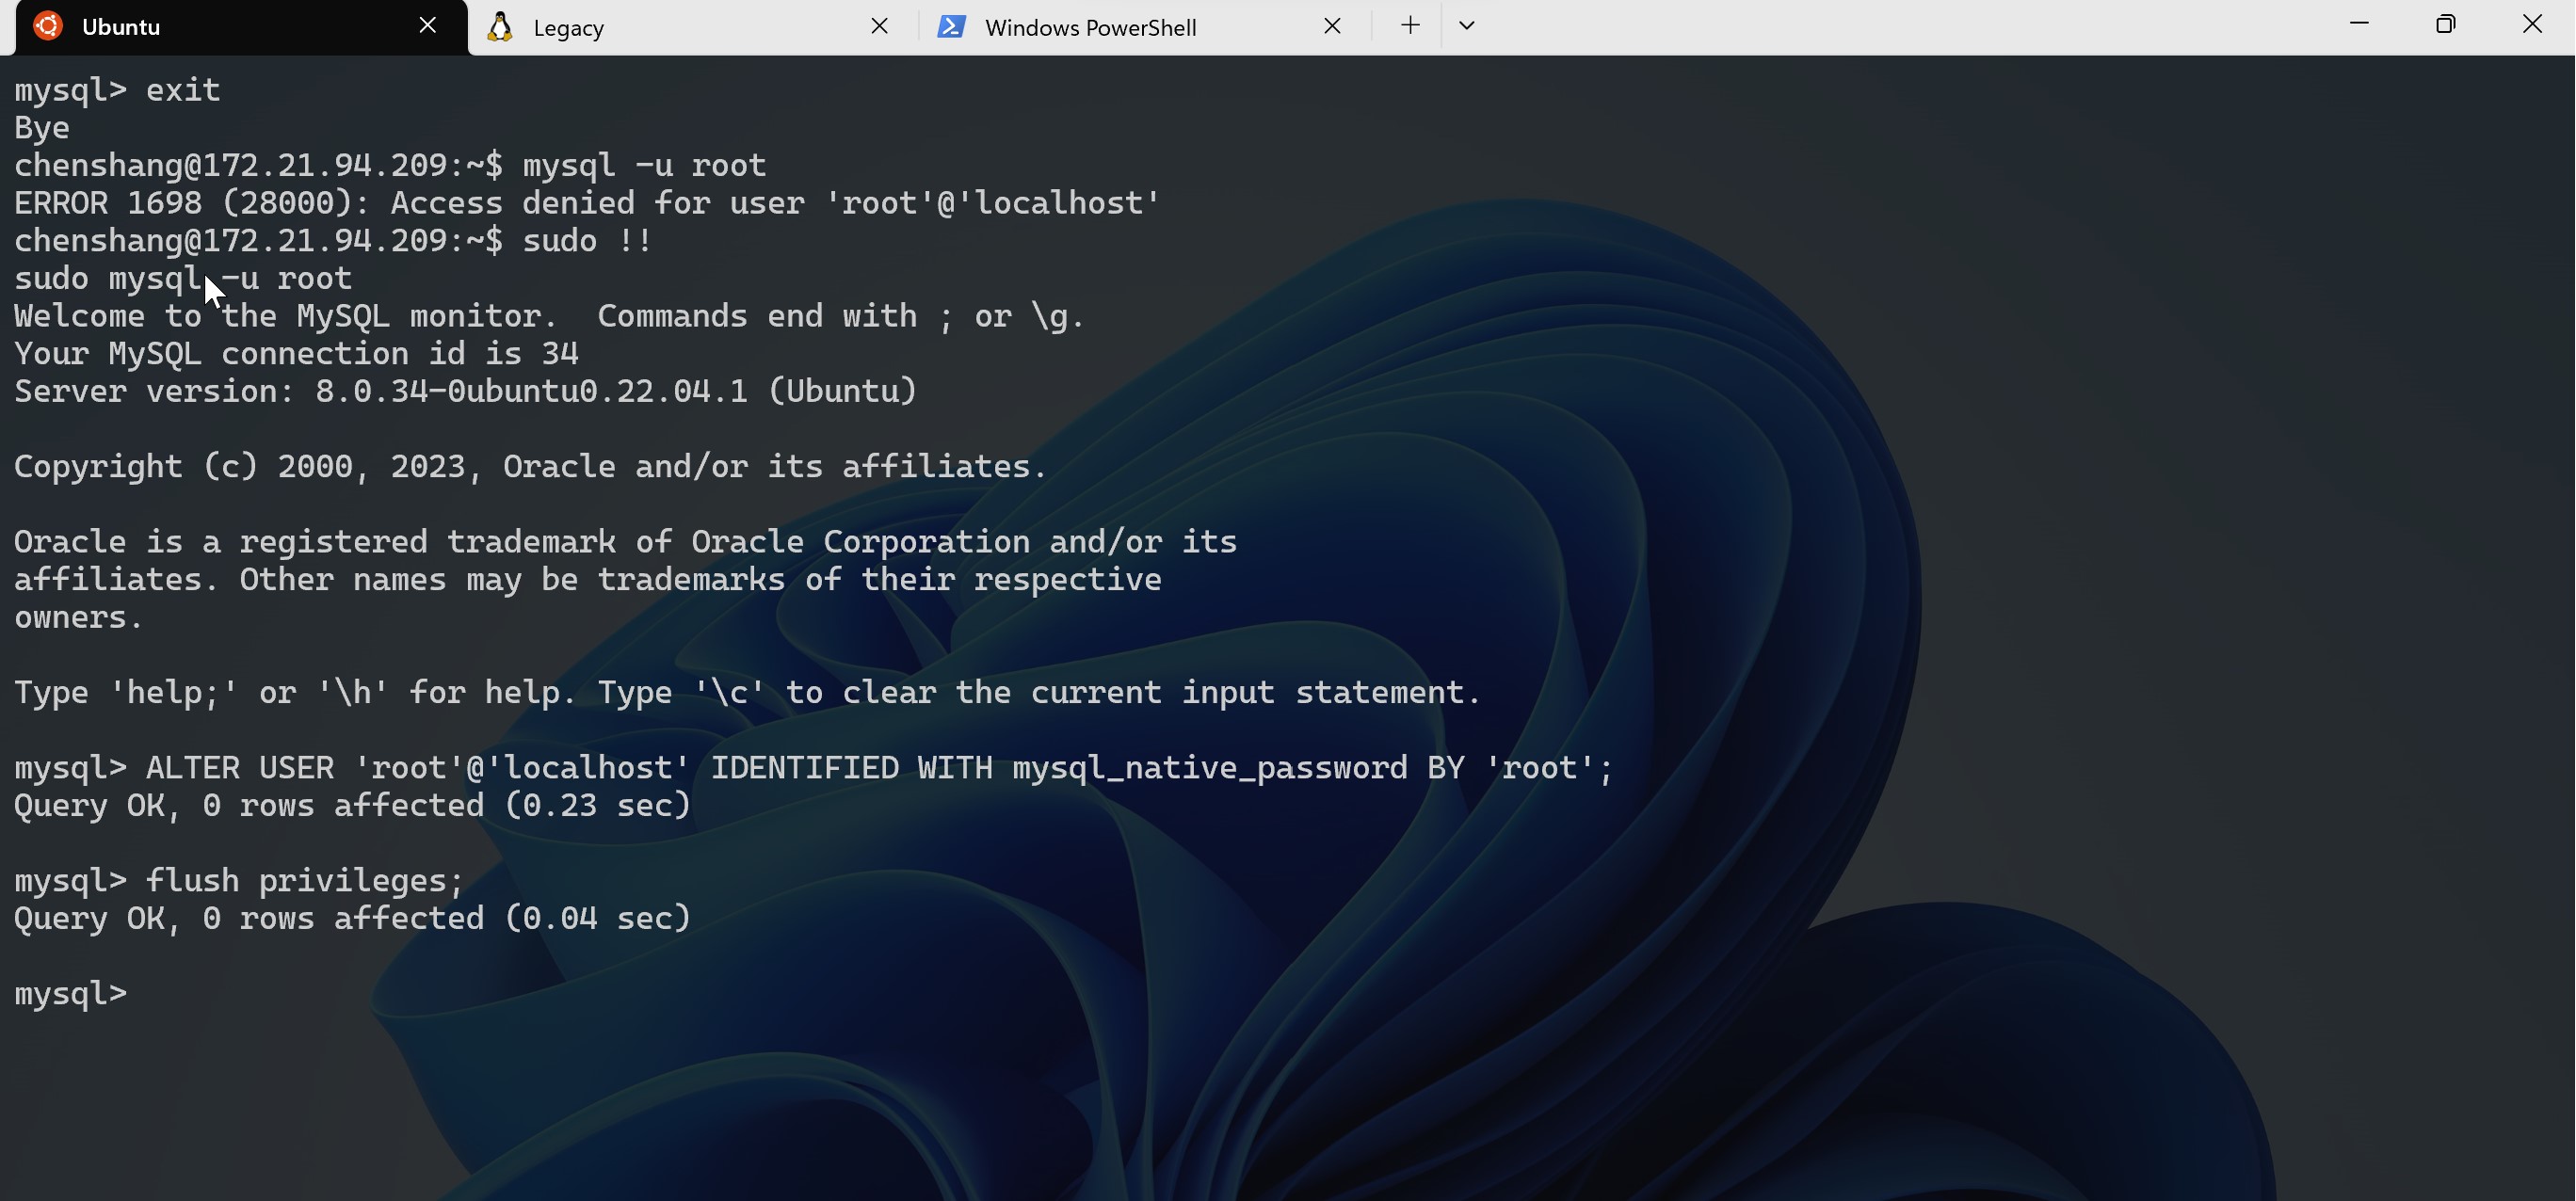 Ubuntu
Legacy
Windows PowerShell
mysql> exit
Bye
chenshang@172.21.94.209:~$ mysql -u root
ERROR 1698 (28000): Access denied for user 'root'@'localhost'
chenshang@172.21.94.209:~$ sudo !!
sudo mysql -u root
Welcome to the MySQL monitor.  Commands end with ; or \g.
Your MySQL connection id is 34
Server version: 8.0.34-0ubuntu0.22.04.1 (Ubuntu)
Copyright (c) 2000, 2023, Oracle and/or its affiliates.
Oracle is a registered trademark of Oracle Corporation and/or its
affiliates. Other names may be trademarks of their respective
owners.
Type 'help;' or '\h' for help. Type '\c' to clear the current input statement.
mysql> ALTER USER 'root'@'localhost' IDENTIFIED WITH mysql_native_password BY 'root';
Query OK, 0 rows affected (0.23 sec)
mysql> flush privileges;
Query OK, 0 rows affected (0.04 sec)
mysql>